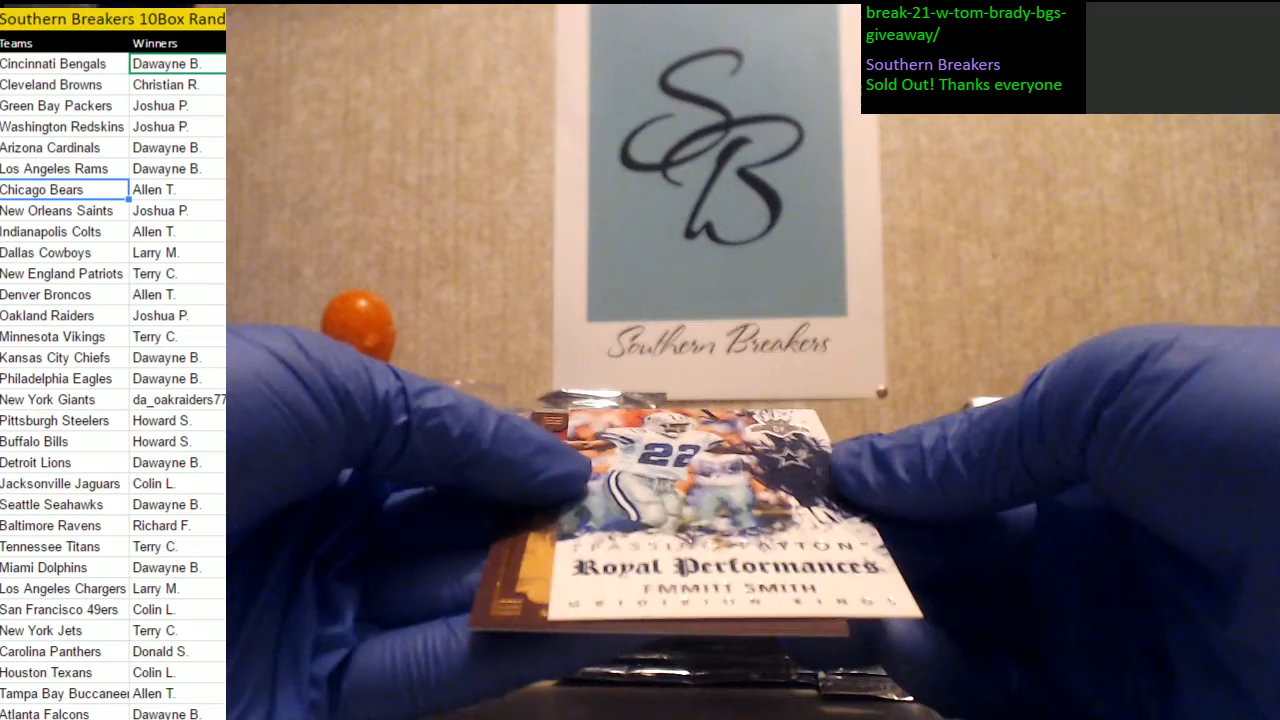 Southern Breakers 10Box Rand
Teams Winners
Cincinnati Bengals Dawayne B.
Cleveland Browns Christian R.
Green Bay Packers Joshua P.
Washington Redskins Joshua P.
Arizona Cardinals Dawayne B.
Los Angeles Rams Dawayne B.
Chicago Bears Allen T.
New Orleans Saints Joshua P.
Indianapolis Colts Allen T.
Dallas Cowboys Larry M.
New England Patriots Terry C.
Denver Broncos Allen T.
Oakland Raiders Joshua P.
Minnesota Vikings Terry C.
Kansas City Chiefs Dawayne B.
Philadelphia Eagles Dawayne B.
New York Giants da_oakraiders77
Pittsburgh Steelers Howard S.
Buffalo Bills Howard S.
Detroit Lions Dawayne B.
Jacksonville Jaguars Colin L.
Seattle Seahawks Dawayne B.
Baltimore Ravens Richard F.
Tennessee Titans Terry C.
Miami Dolphins Dawayne B.
Los Angeles Chargers Larry M.
San Francisco 49ers Colin L.
New York Jets Terry C.
Carolina Panthers Donald S.
Houston Texans Colin L.
Tampa Bay Buccaneer Allen T.
Atlanta Falcons Dawayne B.
break-21-w-tom-brady-bgs-
giveaway/
Southern Breakers
Sold Out! Thanks everyone
SB
Southern Breakers
22
Royal Performances
EMMITT SMITH